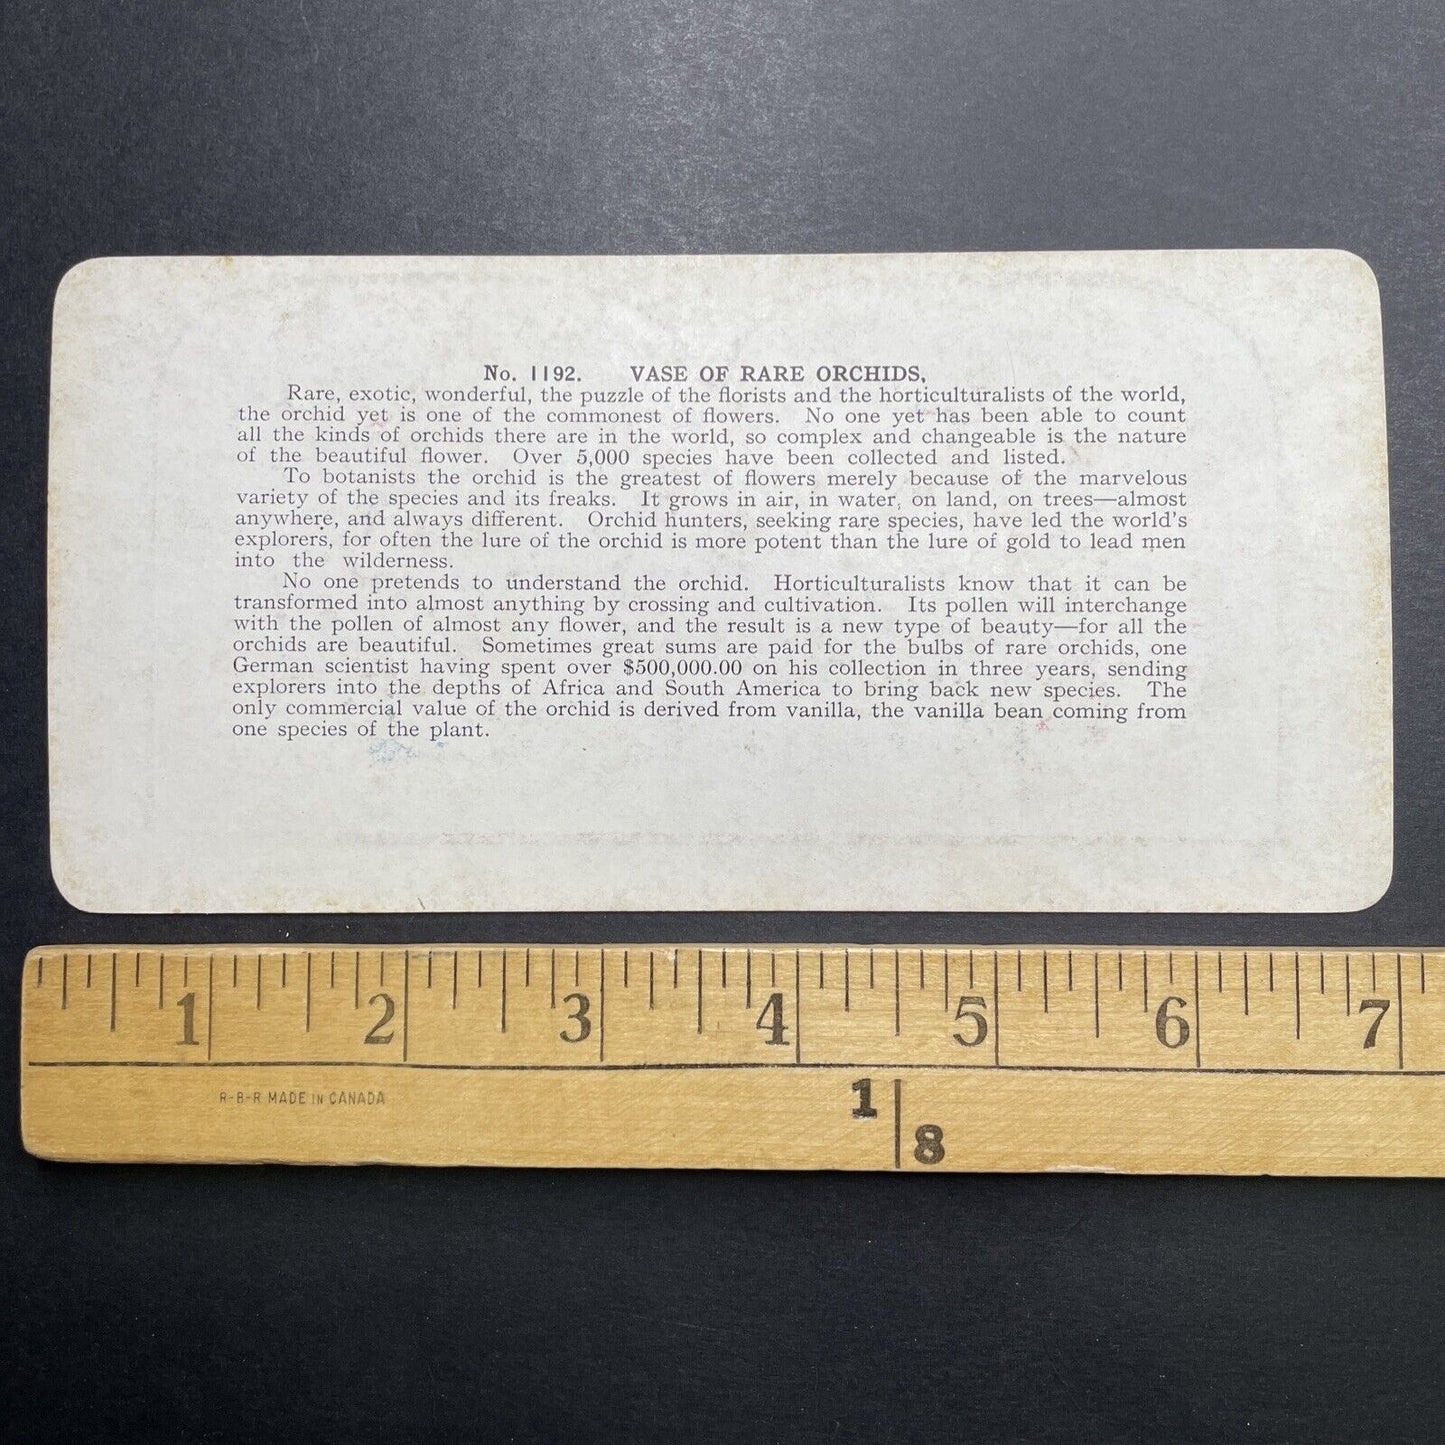 No. 1192. VASE OF RARE ORCHIDS.
Rare, exotic, wonderful, the puzzle of the florists and the horticulturalists of the world,
the orchid yet is one of the commonest of flowers. No one yet has been able to count
all the kinds of orchids there are in the world, so complex and changeable is the nature
of the beautiful flower. Over 5,000 species have been collected and listed.
To botanists the orchid is the greatest of flowers merely because of the marvelous
variety of the species and its freaks. It grows in air, in water, on land, on trees—almost
anywhere, and always different. Orchid hunters, seeking rare species, have led the world's
explorers, for often the lure of the orchid is more potent than the lure of gold to lead men
into the wilderness.
No one pretends to understand the orchid. Horticulturalists know that it can be
transformed into almost anything by crossing and cultivation. Its pollen will interchange
with the pollen of almost any flower, and the result is a new type of beauty—for all the
orchids are beautiful. Sometimes great sums are paid for the bulbs of rare orchids, one
German scientist having spent over $500,000.00 on his collection in three years, sending
explorers into the depths of Africa and South America to bring back new species. The
only commercial value of the orchid is derived from vanilla, the vanilla bean coming from
one species of the plant.
1 2 3 4 5 6 7
R-B-R MADE IN CANADA
1
8